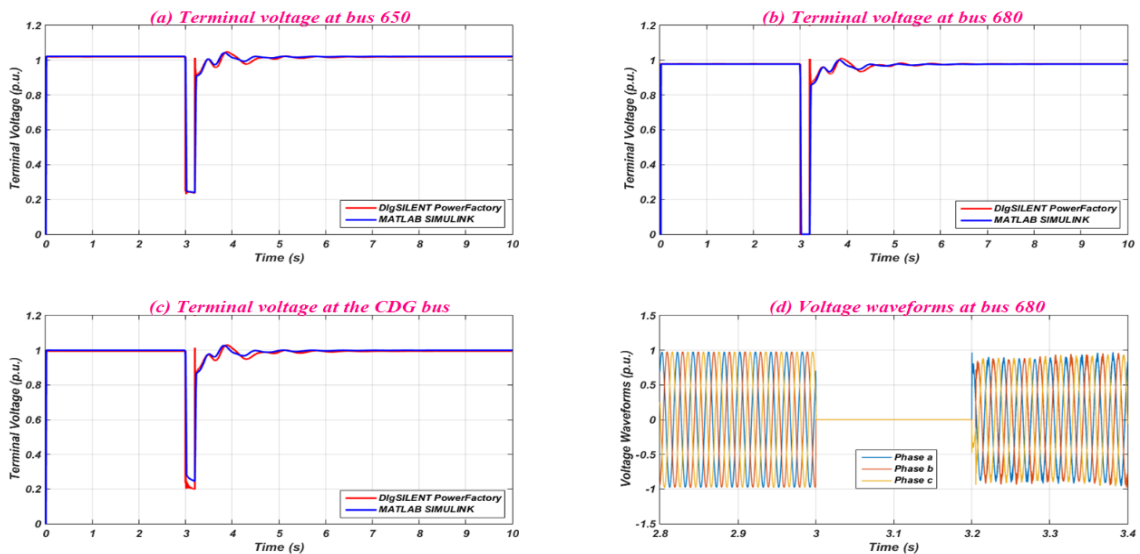 (a) Terminal voltage at bus 650
Terminal Voltage (p.u.)
1.2
1
0.8
0.6
0.4
0.2
0
DIgSILENT PowerFactory
MATLAB SIMULINK
0 1 2 3 4 5 6 7 8 9 10
Time (s)
(b) Terminal voltage at bus 680
Terminal Voltage (p.u.)
1.2
1
0.8
0.6
0.4
0.2
0
DIgSILENT PowerFactory
MATLAB SIMULINK
0 1 2 3 4 5 6 7 8 9 10
Time (s)
(c) Terminal voltage at the CDG bus
Terminal Voltage (p.u.)
1.2
1
0.8
0.6
0.4
0.2
0
DIgSILENT PowerFactory
MATLAB SIMULINK
0 1 2 3 4 5 6 7 8 9 10
Time (s)
(d) Voltage waveforms at bus 680
Voltage Waveforms (p.u.)
1.5
1
0.5
0
-0.5
-1
-1.5
Phase a
Phase b
Phase c
2.8 2.9 3 3.1 3.2 3.3 3.4
Time (s)